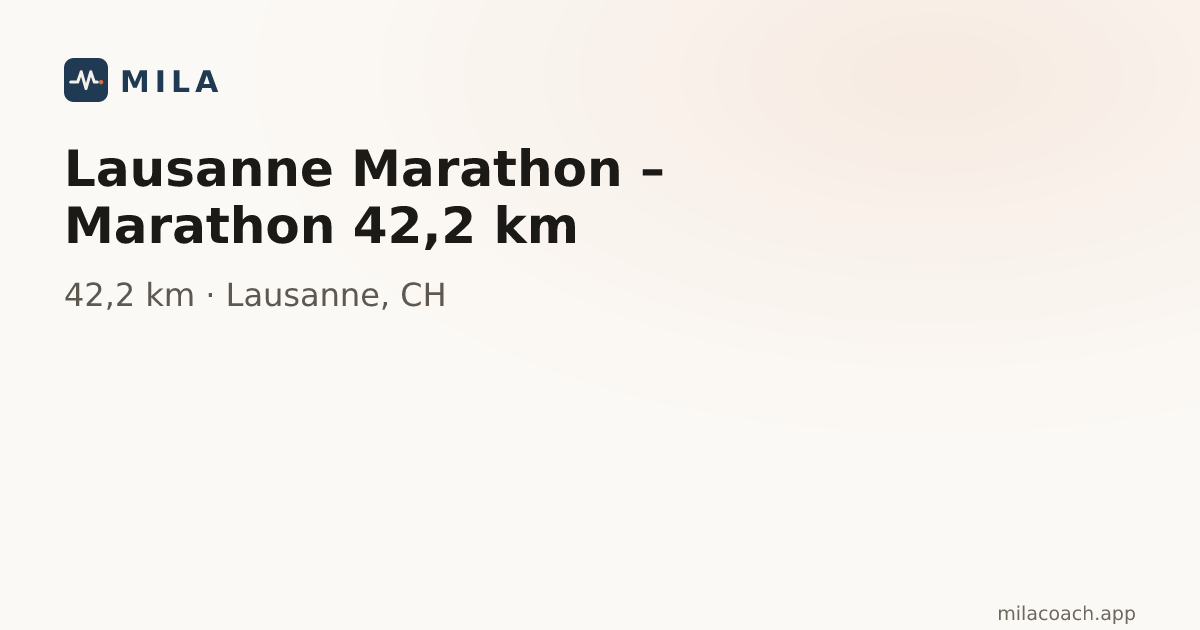 MILA
Lausanne Marathon –
Marathon 42,2 km
42,2 km · Lausanne, CH
milacoach.app